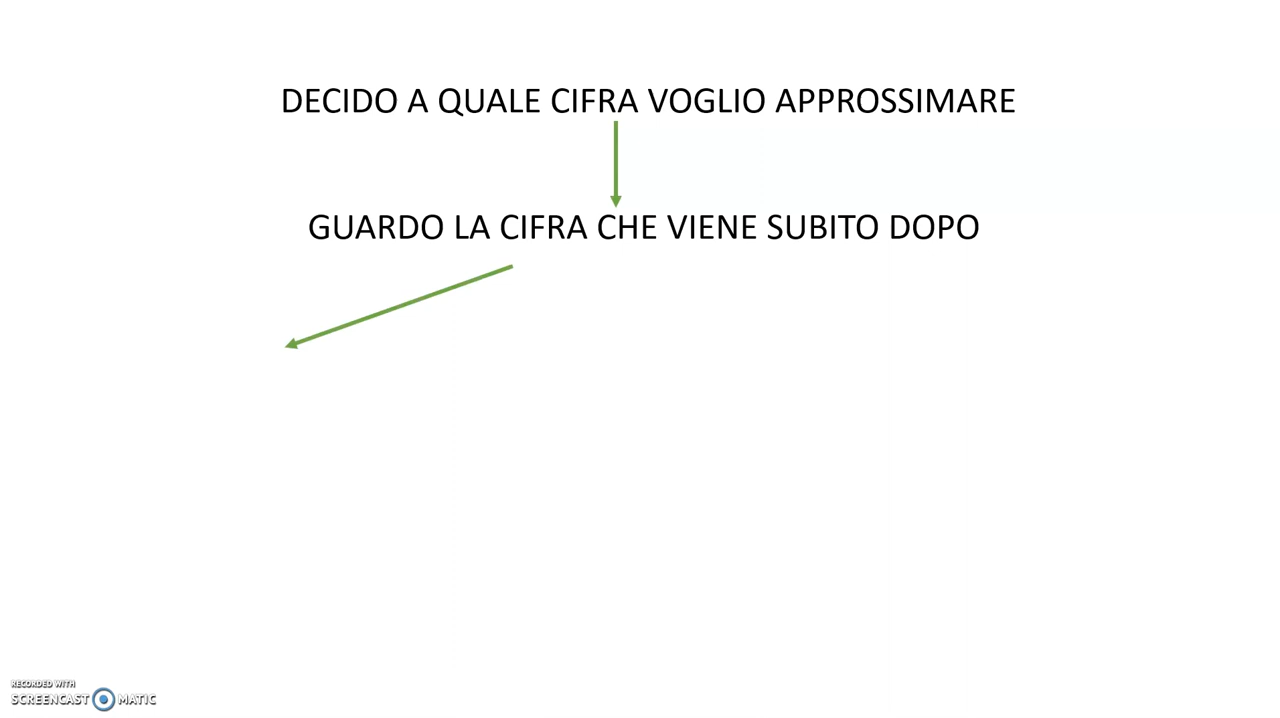 DECIDO A QUALE CIFRA VOGLIO APPROSSIMARE
GUARDO LA CIFRA CHE VIENE SUBITO DOPO
RECORDED WITH
SCREENCAST MATIC